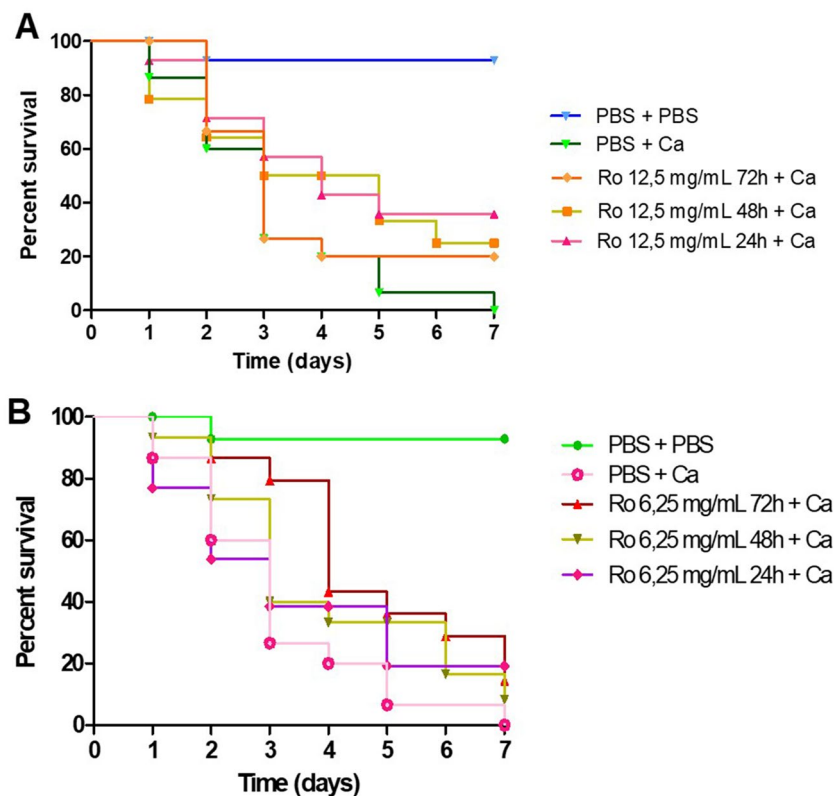 A
Percent survival
100
80
60
40
20
0
0 1 2 3 4 5 6 7
Time (days)
PBS + PBS
PBS + Ca
Ro 12,5 mg/mL 72h + Ca
Ro 12,5 mg/mL 48h + Ca
Ro 12,5 mg/mL 24h + Ca
B
Percent survival
100
80
60
40
20
0
0 1 2 3 4 5 6 7
Time (days)
PBS + PBS
PBS + Ca
Ro 6,25 mg/mL 72h + Ca
Ro 6,25 mg/mL 48h + Ca
Ro 6,25 mg/mL 24h + Ca